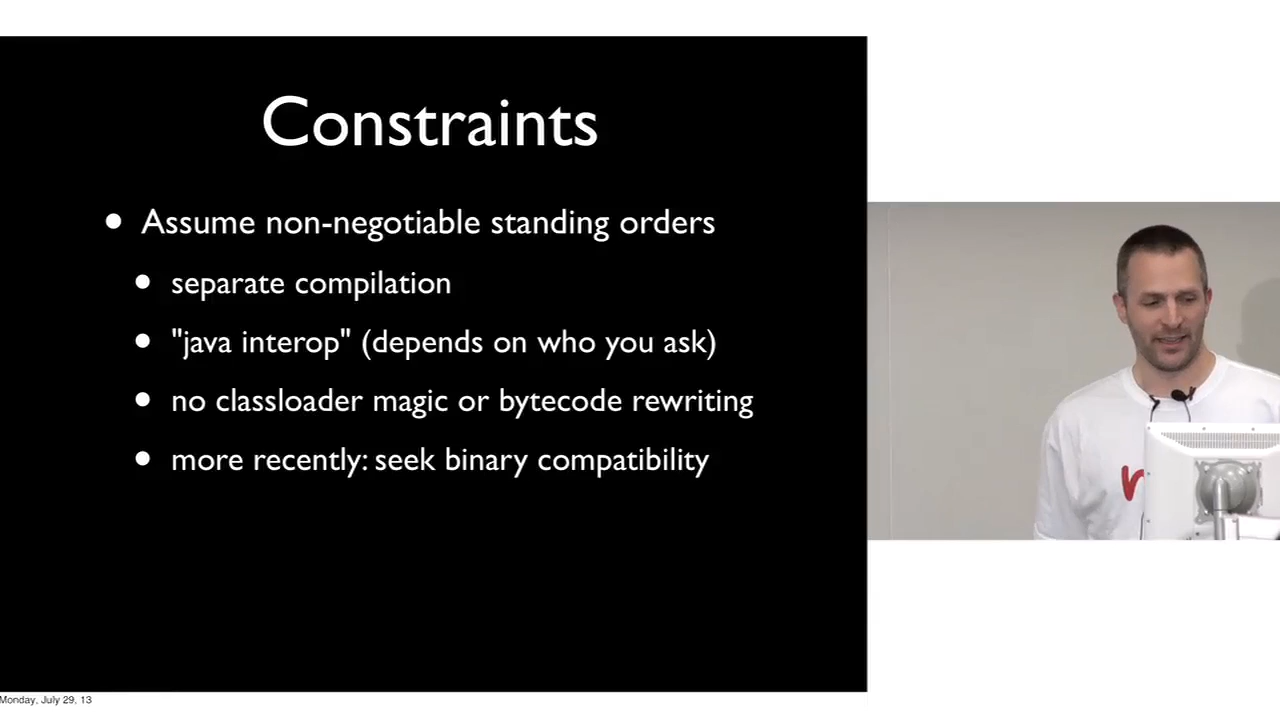 Constraints
• Assume non-negotiable standing orders
• separate compilation
• "java interop" (depends on who you ask)
• no classloader magic or bytecode rewriting
• more recently: seek binary compatibility
Monday, July 29, 13